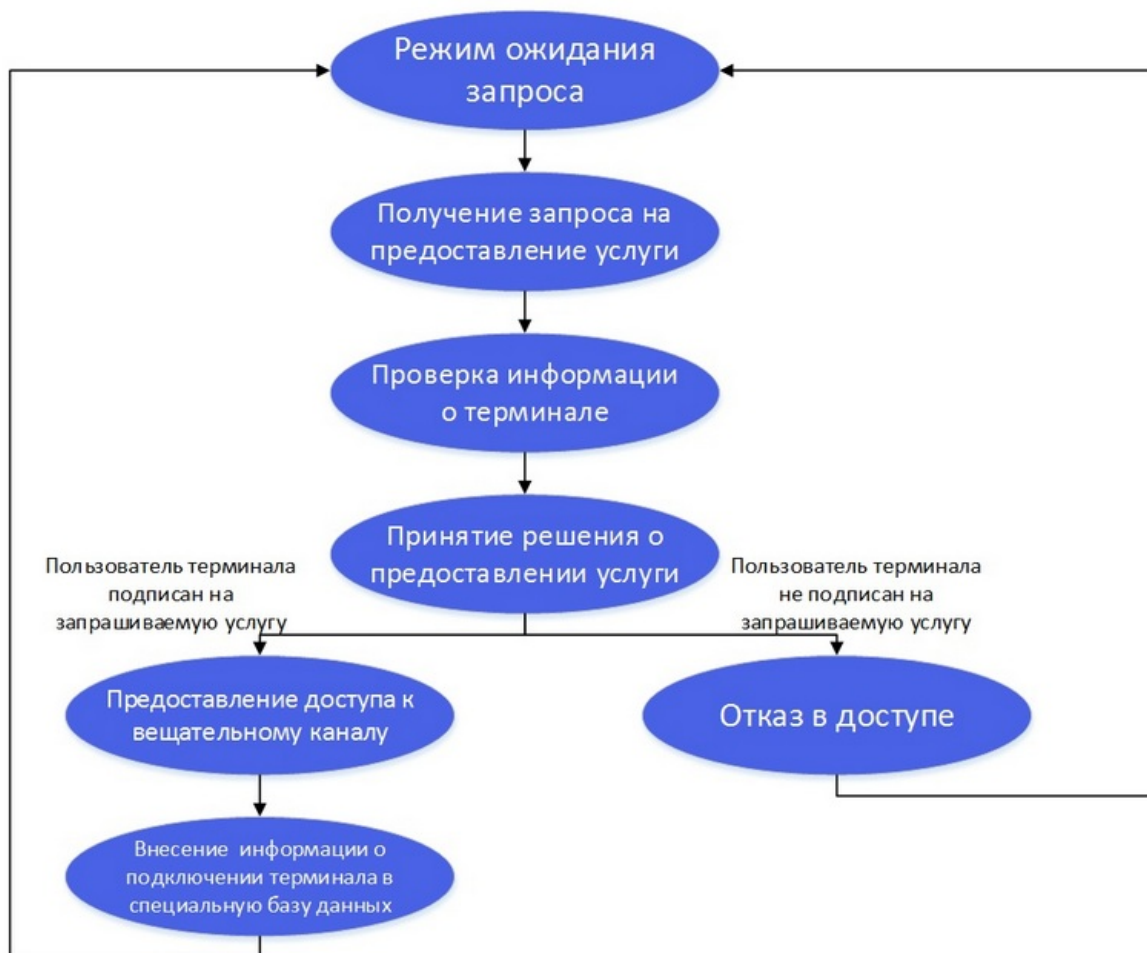 Режим ожидания
запроса
Получение запроса на
предоставление услуги
Проверка информации
о терминале
Принятие решения о
предоставлении услуги
Пользователь терминала
подписан на
запрашиваемую услугу
Пользователь терминала
не подписан на
запрашиваемую услугу
Предоставление доступа к
вещательному каналу
Отказ в доступе
Внесение информации о
подключении терминала в
специальную базу данных